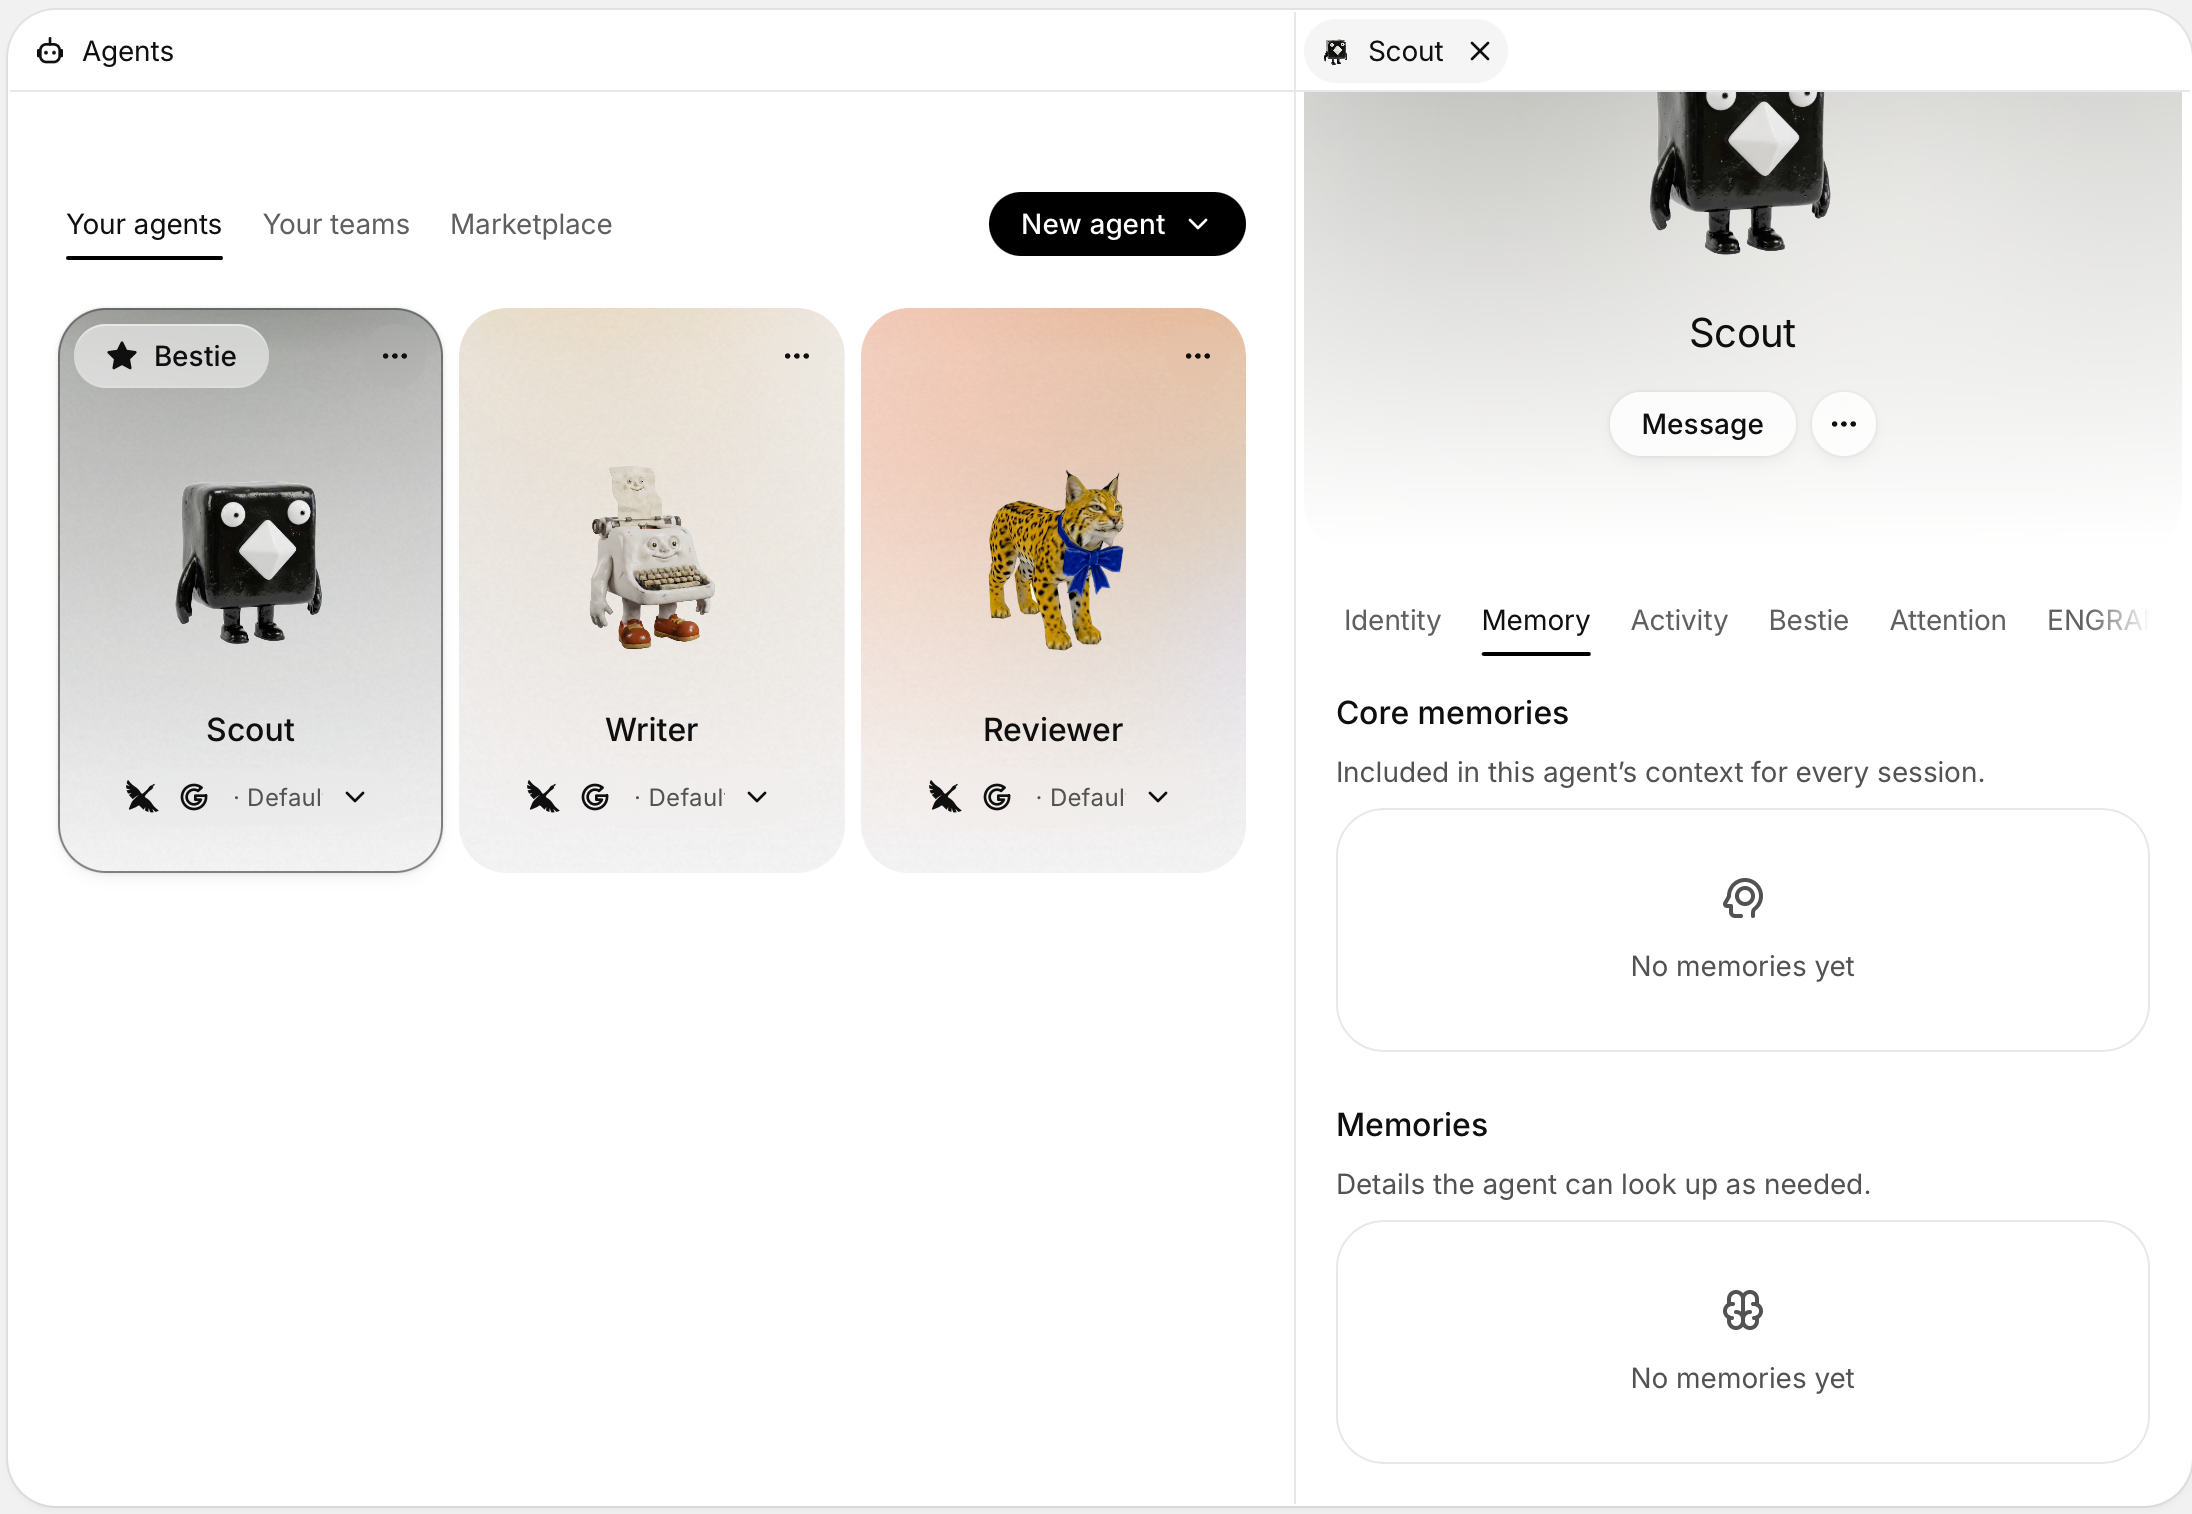 Agents
Your agents
Your teams
Marketplace
New agent
Bestie
Scout
· Defaul
Writer
· Defaul
Reviewer
· Defaul
Scout
Scout
Message
Identity
Memory
Activity
Bestie
Attention
ENGRA
Core memories
Included in this agent’s context for every session.
No memories yet
Memories
Details the agent can look up as needed.
No memories yet